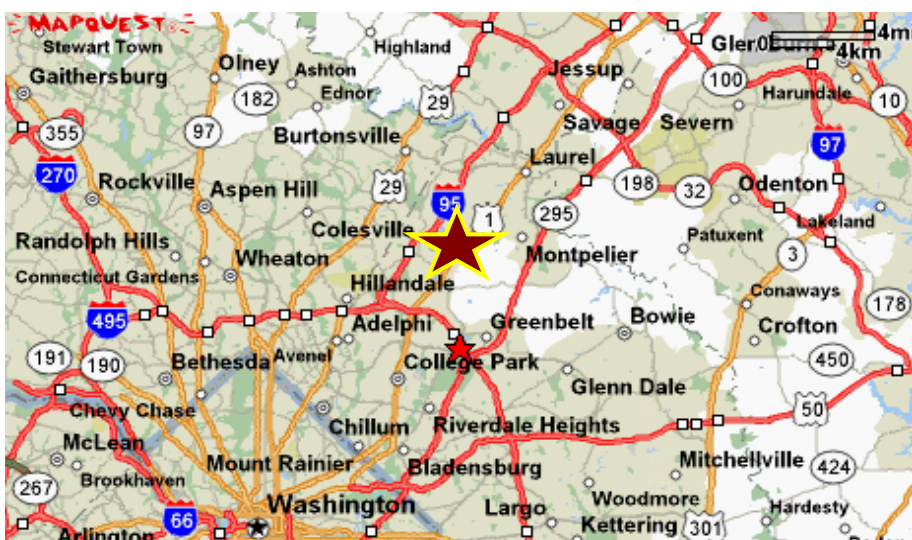 MAPQUEST
Stewart Town
Highland
0
4mi
4km
Gaithersburg
Olney
Ashton
Ednor
182
29
Jessup
100
Harundale
10
355
97
Burtonsville
Savage
Severn
97
270
Rockville
Aspen Hill
29
95
1
Laurel
295
198
32
Odenton
Lakeland
Randolph Hills
Colesville
Montpelier
Patuxent
3
Connecticut Gardens
Wheaton
Hillandale
Conaways
178
495
Adelphi
Greenbelt
Bowie
Crofton
191
190
Bethesda
Avenel
College Park
450
Chevy Chase
Glenn Dale
50
McLean
Chillum
Riverdale Heights
Brookhaven
Mount Rainier
Bladensburg
Mitchellville
424
267
Washington
Largo
Woodmore
Hardesty
66
Arlington
Kettering
301